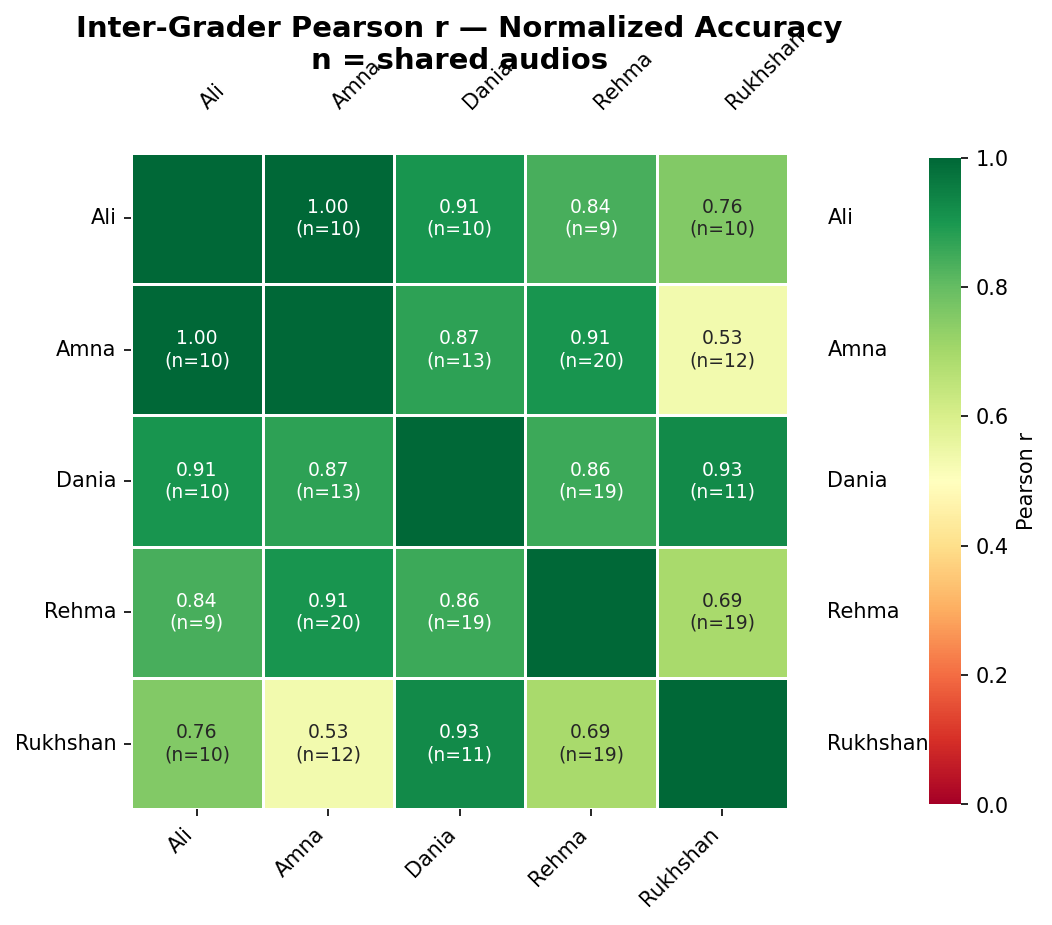 Inter-Grader Pearson r — Normalized Accuracy
n = shared audios
Ali Amna Dania Rehma Rukhshan
Ali 1.00 0.91 0.84 0.76 Ali
(n=10) (n=10) (n=9) (n=10)
Amna 1.00 0.87 0.91 0.53 Amna
(n=10) (n=13) (n=20) (n=12)
Dania 0.91 0.87 0.86 0.93 Dania
(n=10) (n=13) (n=19) (n=11)
Rehma 0.84 0.91 0.86 0.69 Rehma
(n=9) (n=20) (n=19) (n=19)
Rukhshan 0.76 0.53 0.93 0.69 Rukhshan
(n=10) (n=12) (n=11) (n=19)
Ali Amna Dania Rehma Rukhshan
1.0
0.8
0.6
0.4
0.2
0.0
Pearson r